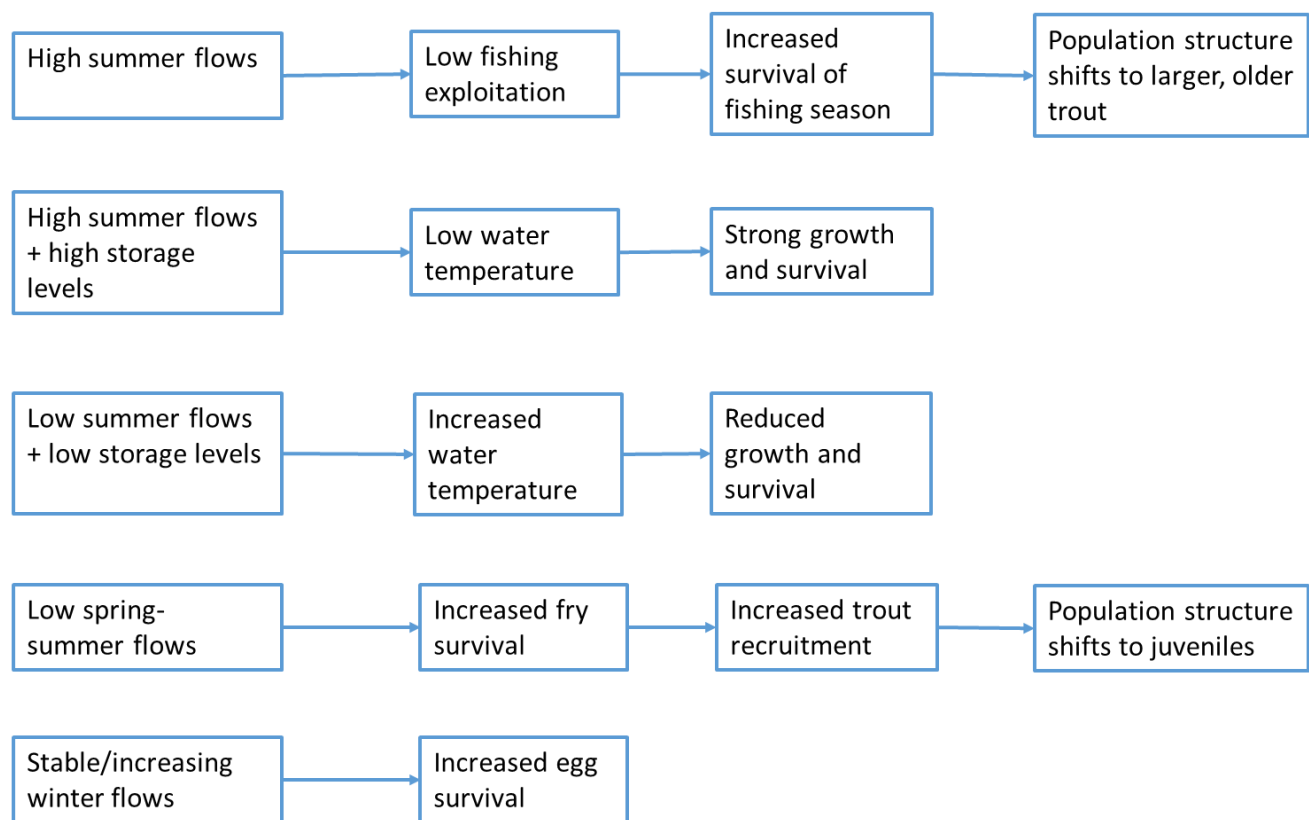 High summer flows
Low fishing
exploitation
Increased
survival of
fishing season
Population structure
shifts to larger, older
trout
High summer flows
+ high storage
levels
Low water
temperature
Strong growth
and survival
Low summer flows
+ low storage levels
Increased
water
temperature
Reduced
growth and
survival
Low spring-
summer flows
Increased fry
survival
Increased trout
recruitment
Population structure
shifts to juveniles
Stable/increasing
winter flows
Increased egg
survival